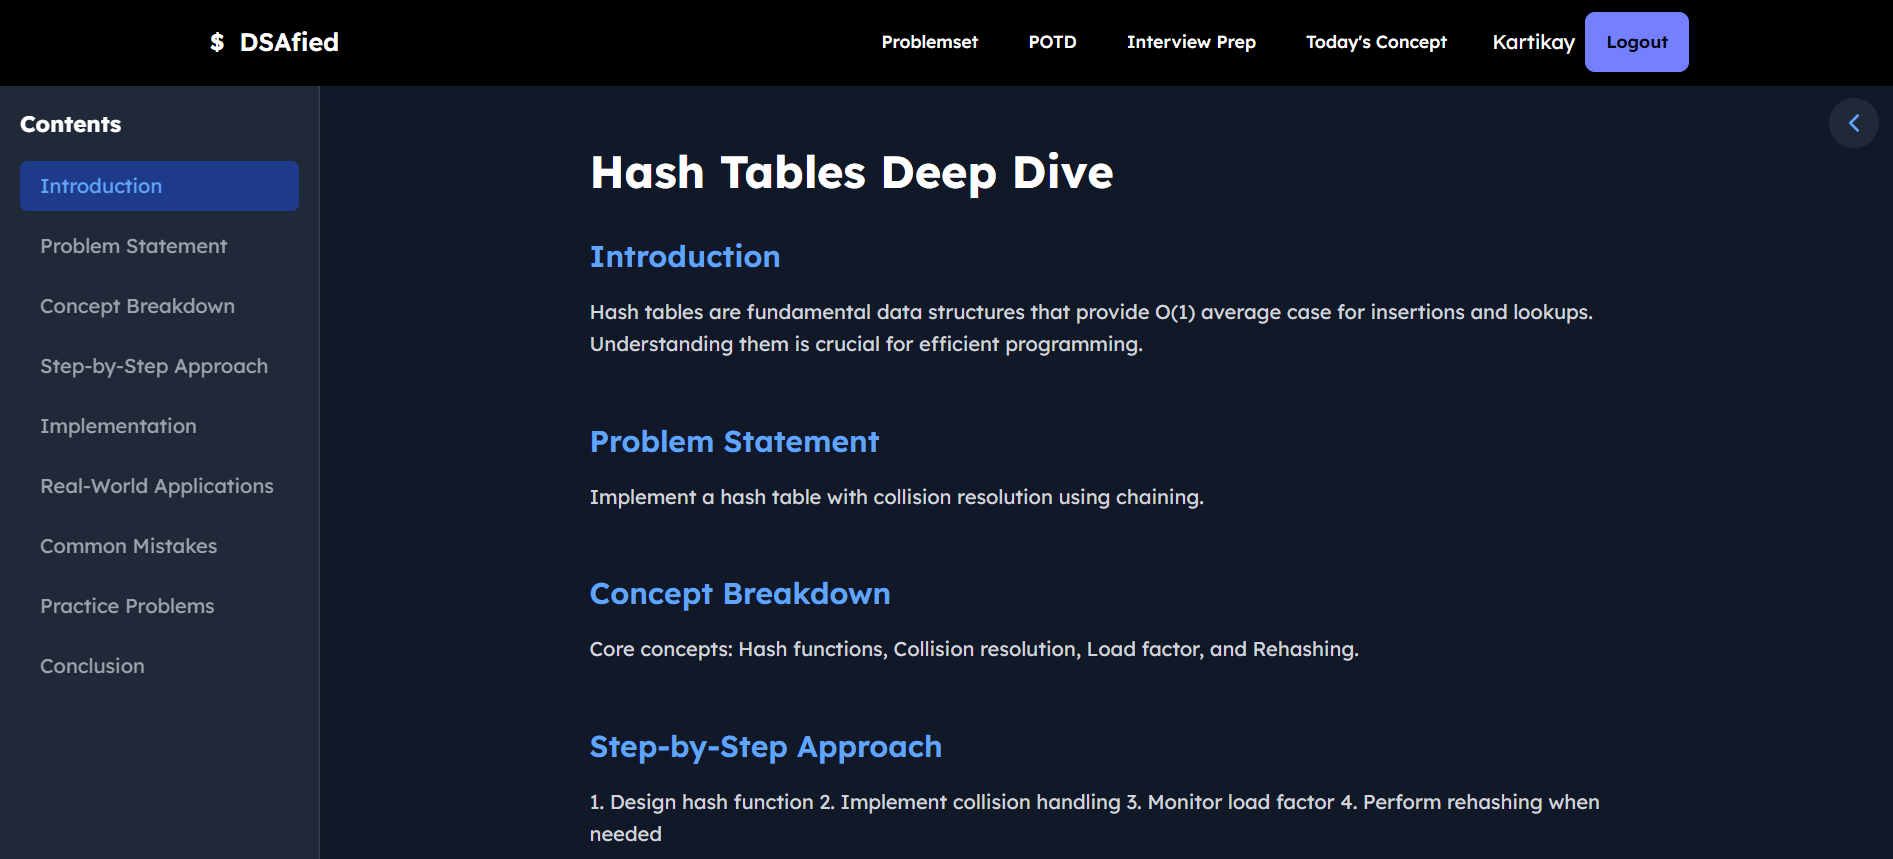 $ DSAfied
Problemset
POTD
Interview Prep
Today's Concept
Kartikay
Logout
Contents
Introduction
Problem Statement
Concept Breakdown
Step-by-Step Approach
Implementation
Real-World Applications
Common Mistakes
Practice Problems
Conclusion
Hash Tables Deep Dive
Introduction
Hash tables are fundamental data structures that provide O(1) average case for insertions and lookups.
Understanding them is crucial for efficient programming.
Problem Statement
Implement a hash table with collision resolution using chaining.
Concept Breakdown
Core concepts: Hash functions, Collision resolution, Load factor, and Rehashing.
Step-by-Step Approach
1. Design hash function 2. Implement collision handling 3. Monitor load factor 4. Perform rehashing when
needed